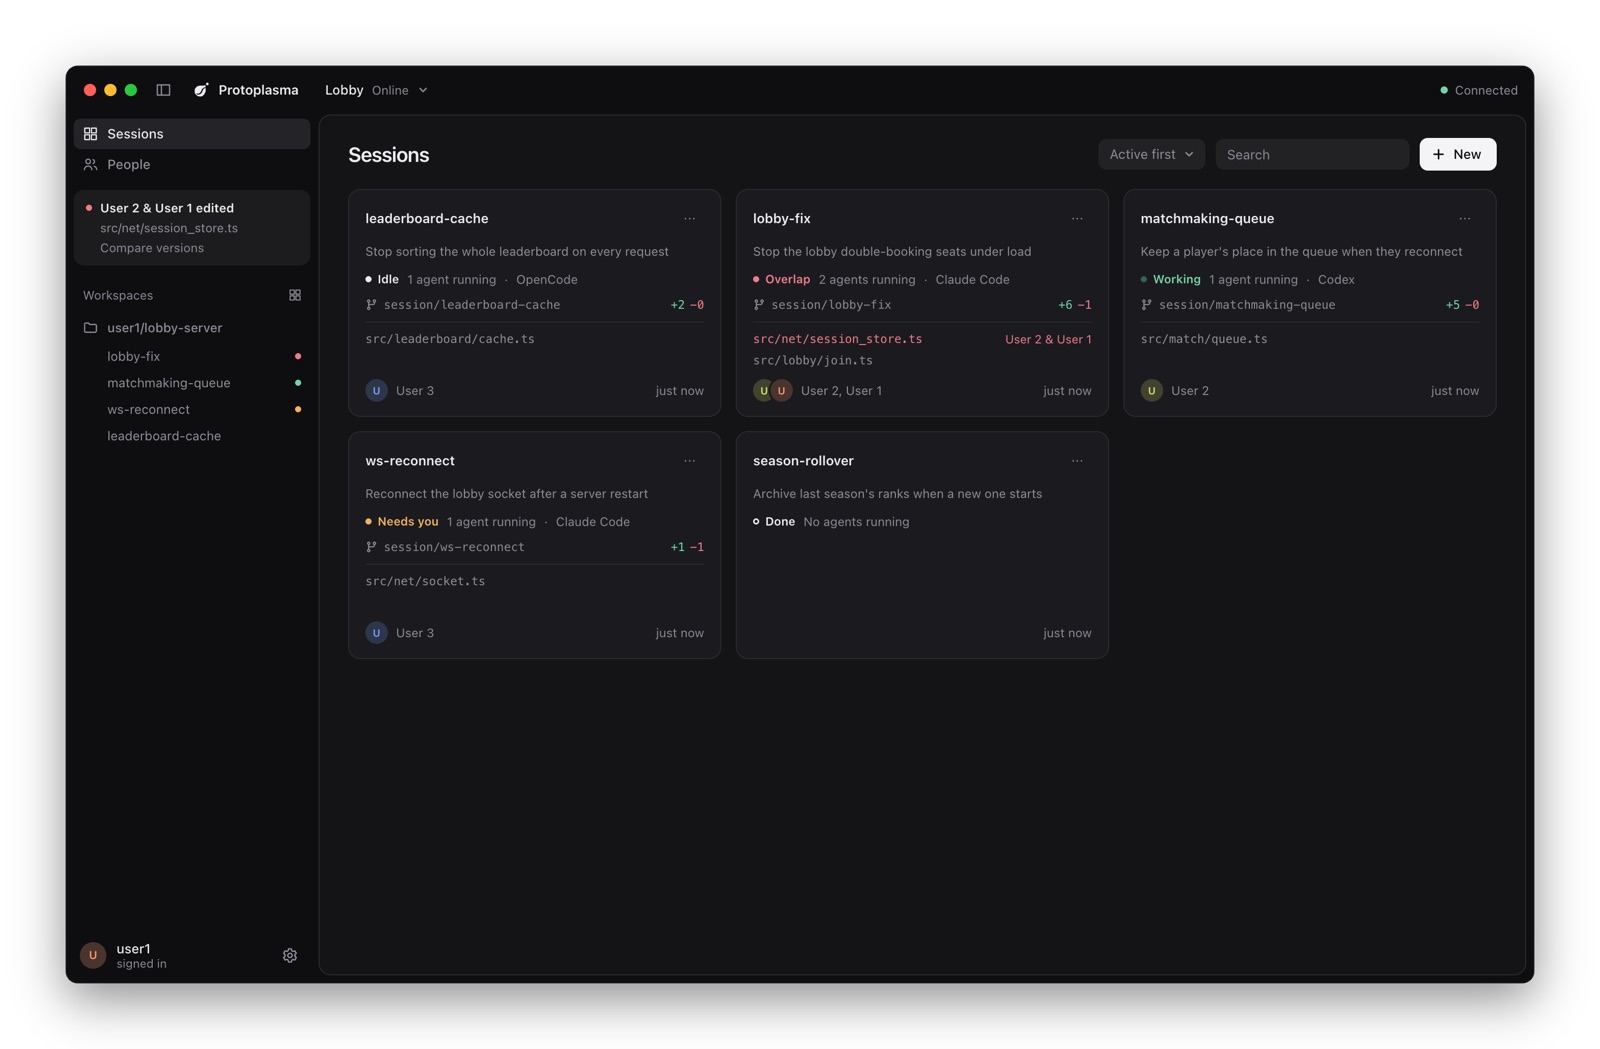 Protoplasma
Lobby Online
Connected
Sessions
People
User 2 & User 1 edited
src/net/session_store.ts
Compare versions
Workspaces
user1/lobby-server
lobby-fix
matchmaking-queue
ws-reconnect
leaderboard-cache
U
user1
signed in
Sessions
Active first
Search
+ New
leaderboard-cache ···
Stop sorting the whole leaderboard on every request
Idle 1 agent running · OpenCode
session/leaderboard-cache +2 −0
src/leaderboard/cache.ts
U User 3 just now
lobby-fix ···
Stop the lobby double-booking seats under load
Overlap 2 agents running · Claude Code
session/lobby-fix +6 −1
src/net/session_store.ts User 2 & User 1
src/lobby/join.ts
U U User 2, User 1 just now
matchmaking-queue ···
Keep a player's place in the queue when they reconnect
Working 1 agent running · Codex
session/matchmaking-queue +5 −0
src/match/queue.ts
U User 2 just now
ws-reconnect ···
Reconnect the lobby socket after a server restart
Needs you 1 agent running · Claude Code
session/ws-reconnect +1 −1
src/net/socket.ts
U User 3 just now
season-rollover ···
Archive last season's ranks when a new one starts
Done No agents running
just now